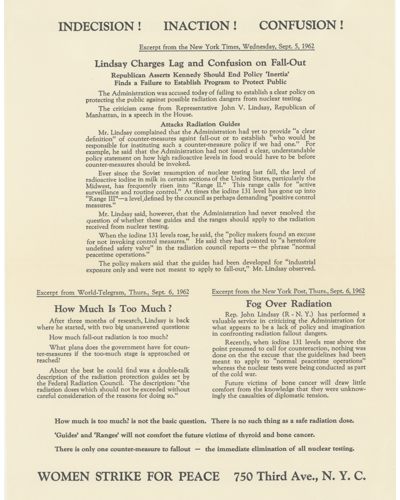 INDECISION ! INACTION ! CONFUSION !
Excerpt from the New York Times, Wednesday, Sept. 5, 1962
Lindsay Charges Lag and Confusion on Fall-Out
Republican Asserts Kennedy Should End Policy 'Inertia'
Finds a Failure to Establish Program to Protect Public
The Administration was accused today of failing to establish a clear policy on
protecting the public against possible radiation dangers from nuclear testing.
The criticism came from Representative John V. Lindsay, Republican of
Manhattan, in a speech in the House.
Attacks Radiation Guides
Mr. Lindsay complained that the Administration had yet to provide "a clear
definition" of counter-measures against fall-out or to establish "who would be
responsible for instituting such a counter-measure policy if we had one." For
example, he said that the Administration had not issued a clear, understandable
policy statement on how high radioactive levels in food would have to be before
counter-measures should be invoked.
Ever since the Soviet resumption of nuclear testing last fall, the level of
radioactive iodine in milk in certain sections of the United States, particularly the
Midwest, has frequently risen into "Range II." This range calls for "active
surveillance and routine control." At times the iodine 131 level has gone up into
"Range III"—a level defined by the council as perhaps demanding "positive control
measures."
Mr. Lindsay said, however, that the Administration had never resolved the
question of whether these guides and the ranges should apply to the radiation
received from nuclear testing.
When the iodine 131 levels rose, he said, the "policy makers found an excuse
for not invoking control measures." He said they had pointed to "a heretofore
undefined safety valve" in the radiation council reports — the phrase "normal
peacetime operations."
The policy makers said that the guides had been developed for "industrial
exposure only and were not meant to apply to fall-out," Mr. Lindsay observed.
Excerpt from World-Telegram, Thurs., Sept. 6, 1962
How Much Is Too Much ?
After three months of research, Lindsay is back
where he started, with two big unanswered questions:
How much fall-out radiation is too much?
What plans does the government have for coun-
ter-measures if the too-much stage is approached or
reached?
About the best he could find was a double-talk
description of the radiation protection guides set by
the Federal Radiation Council. The description: "the
radiation doses which should not be exceeded without
careful consideration of the reasons for doing so."
Excerpt from the New York Post, Thurs., Sept. 6, 1962
Fog Over Radiation
Rep. John Lindsay (R - N. Y.) has performed a
valuable service in criticizing the Administration for
what appears to be a lack of policy and imagination
in confronting radiation fallout dangers.
Recently, when iodine 131 levels rose above the
point presumed to call for counteraction, nothing was
done on the the excuse that the guidelines had been
meant to apply to "normal peacetime operations"
whereas the nuclear tests were being conducted as part
of the cold war.
Future victims of bone cancer will draw little
comfort from the knowledge that they were unknow-
ingly the casualties of diplomatic tension.
How much is too much? is not the basic question. There is no such thing as a safe radiation dose.
'Guides' and 'Ranges' will not comfort the future victims of thyroid and bone cancer.
There is only one counter-measure to fallout — the immediate elimination of all nuclear testing.
WOMEN STRIKE FOR PEACE 750 Third Ave., N. Y. C.